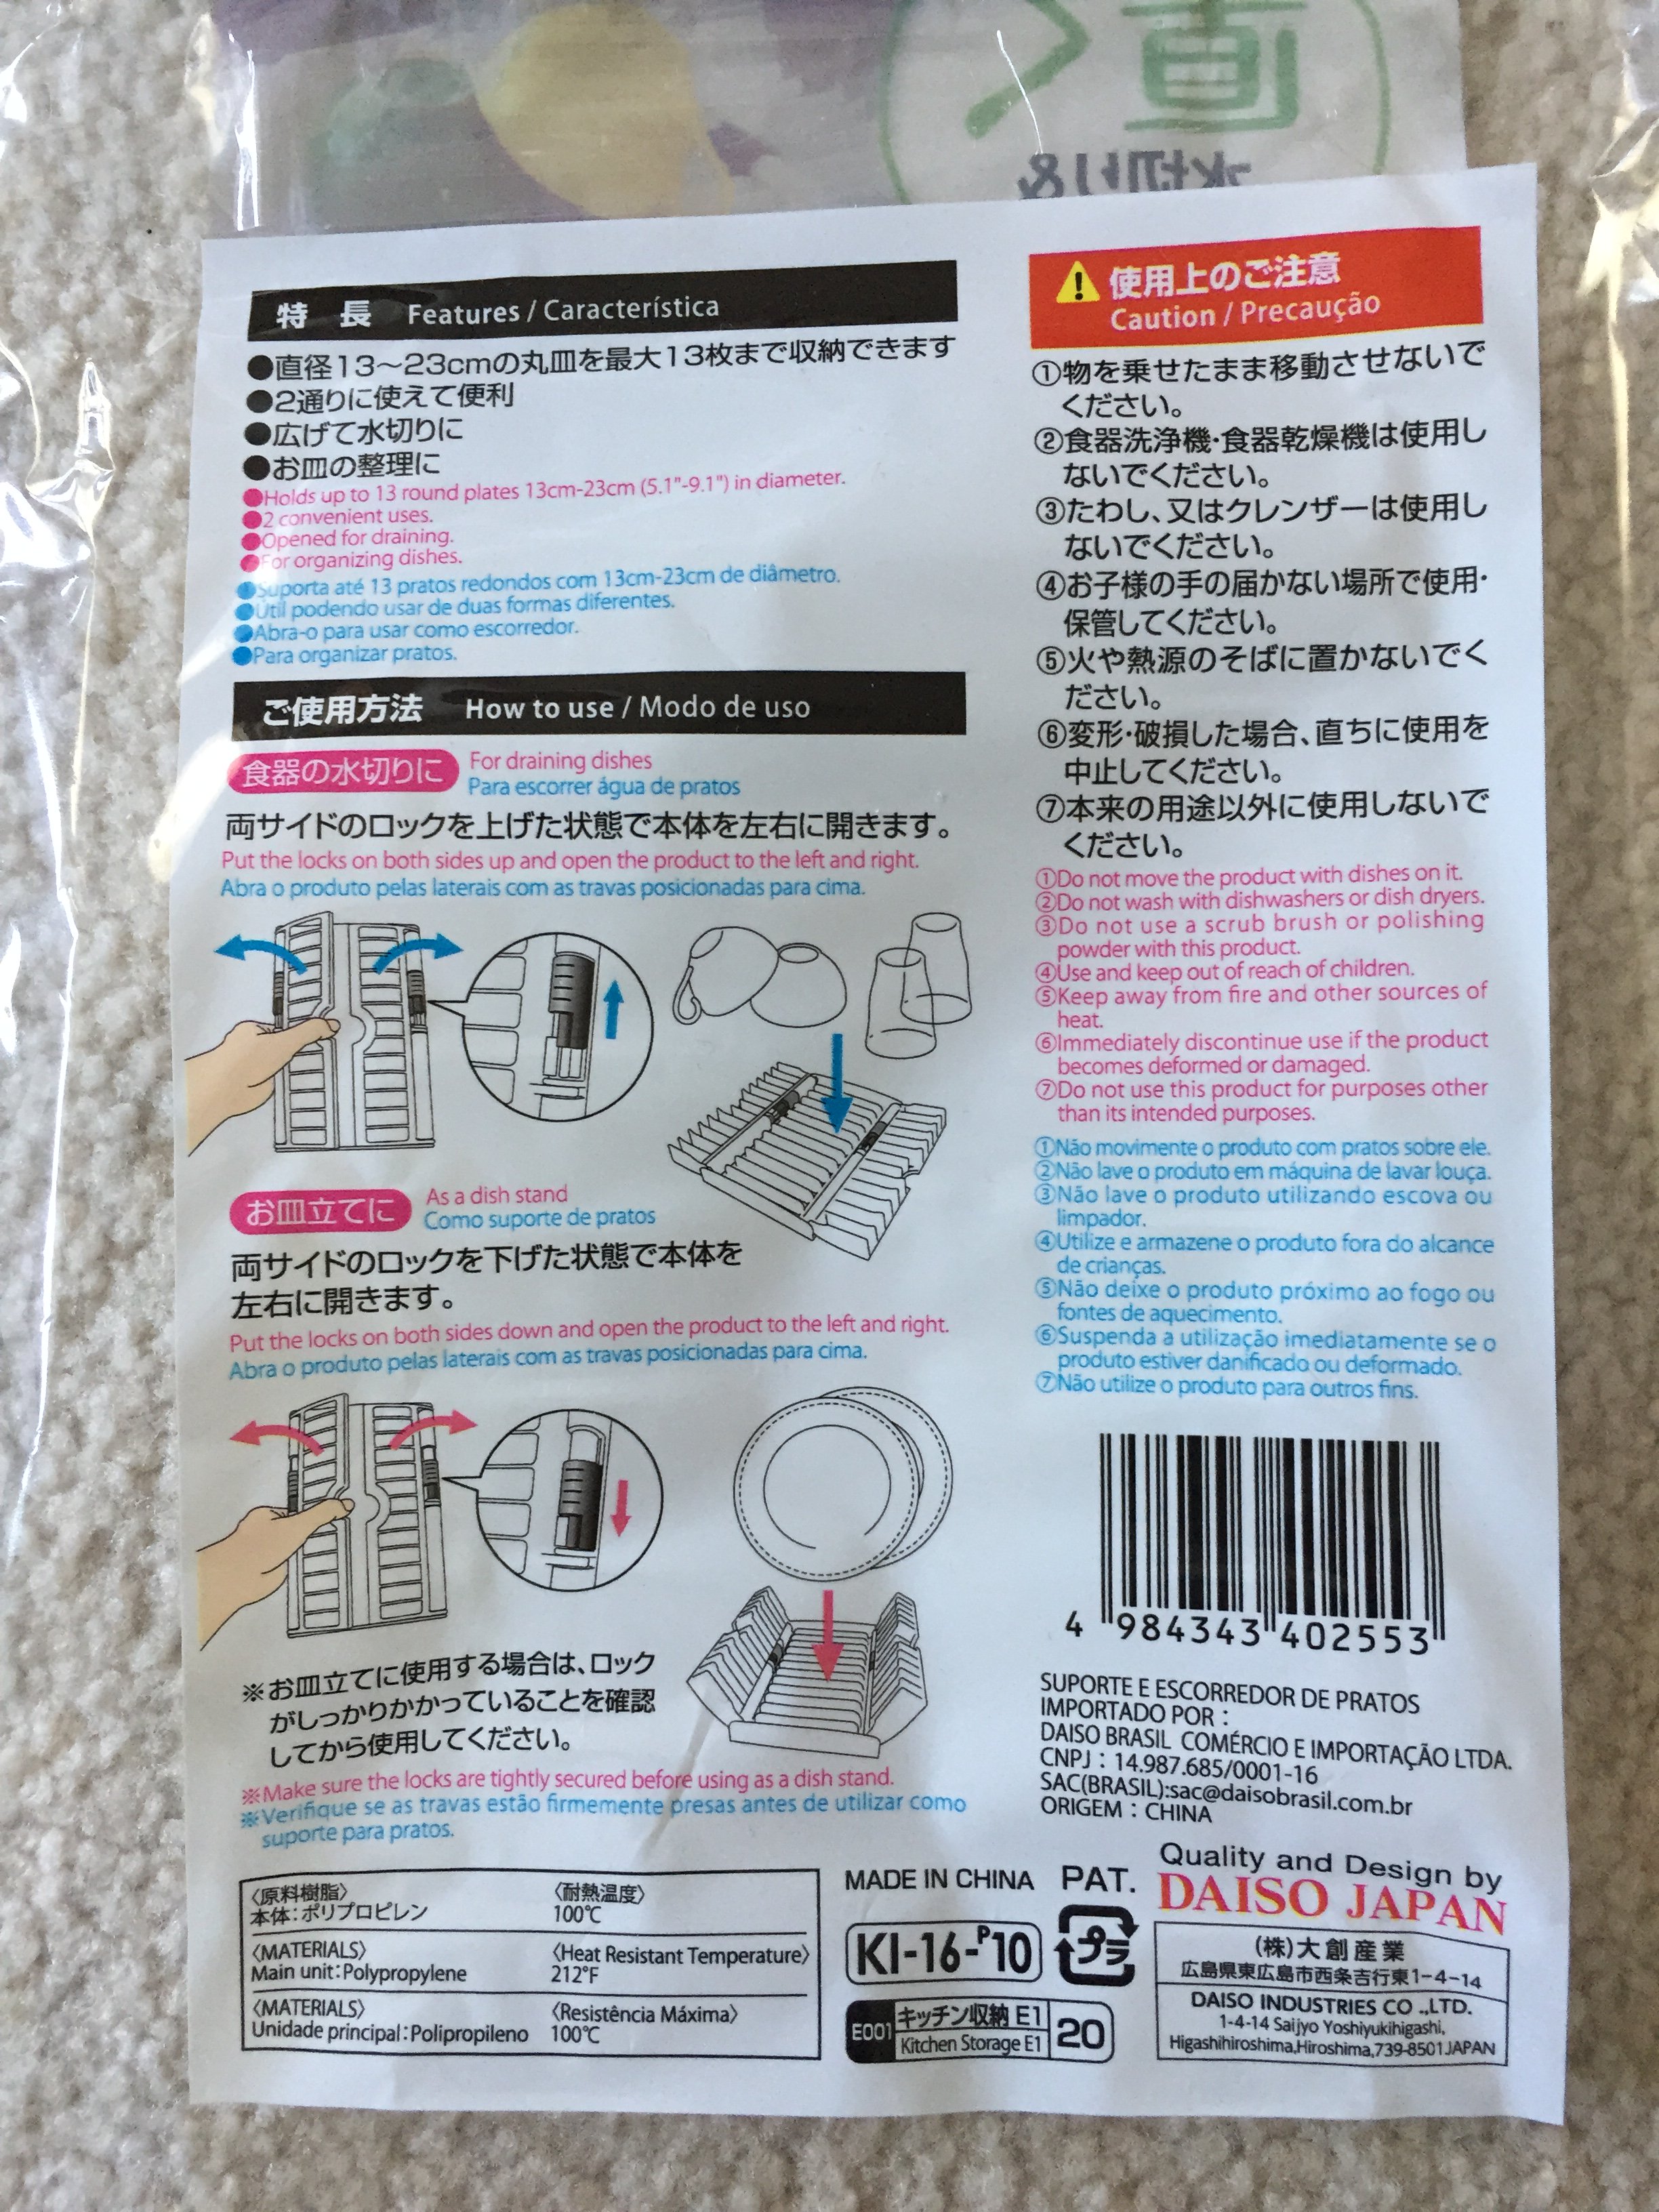 水切り&
特長 Features / Característica
●直径13～23cmの丸皿を最大13枚まで収納できます
●2通りに使えて便利
●広げて水切りに
●お皿の整理に
●Holds up to 13 round plates 13cm-23cm (5.1"-9.1") in diameter.
●2 convenient uses.
●Opened for draining.
●For organizing dishes.
●Suporta até 13 pratos redondos com 13cm-23cm de diâmetro.
●Útil podendo usar de duas formas diferentes.
●Abra-o para usar como escorredor.
●Para organizar pratos.
ご使用方法 How to use / Modo de uso
食器の水切りに
For draining dishes
Para escorrer água de pratos
両サイドのロックを上げた状態で本体を左右に開きます。
Put the locks on both sides up and open the product to the left and right.
Abra o produto pelas laterais com as travas posicionadas para cima.
お皿立てに
As a dish stand
Como suporte de pratos
両サイドのロックを下げた状態で本体を
左右に開きます。
Put the locks on both sides down and open the product to the left and right.
Abra o produto pelas laterais com as travas posicionadas para cima.
※お皿立てに使用する場合は、ロック
がしっかりかかっていることを確認
してから使用してください。
※Make sure the locks are tightly secured before using as a dish stand.
※Verifique se as travas estão firmemente presas antes de utilizar como
suporte para pratos.
〈原料樹脂〉 〈耐熱温度〉
本体：ポリプロピレン 100℃
〈MATERIALS〉 〈Heat Resistant Temperature〉
Main unit:Polypropylene 212°F
〈MATERIALS〉 〈Resistência Máxima〉
Unidade principal:Polipropileno 100℃
使用上のご注意
Caution / Precaução
①物を乗せたまま移動させないで
ください。
②食器洗浄機・食器乾燥機は使用し
ないでください。
③たわし、又はクレンザーは使用し
ないでください。
④お子様の手の届かない場所で使用・
保管してください。
⑤火や熱源のそばに置かないでく
ださい。
⑥変形・破損した場合、直ちに使用を
中止してください。
⑦本来の用途以外に使用しないで
ください。
①Do not move the product with dishes on it.
②Do not wash with dishwashers or dish dryers.
③Do not use a scrub brush or polishing
powder with this product.
④Use and keep out of reach of children.
⑤Keep away from fire and other sources of
heat.
⑥Immediately discontinue use if the product
becomes deformed or damaged.
⑦Do not use this product for purposes other
than its intended purposes.
①Não movimente o produto com pratos sobre ele.
②Não lave o produto em máquina de lavar louça.
③Não lave o produto utilizando escova ou
limpador.
④Utilize e armazene o produto fora do alcance
de crianças.
⑤Não deixe o produto próximo ao fogo ou
fontes de aquecimento.
⑥Suspenda a utilização imediatamente se o
produto estiver danificado ou deformado.
⑦Não utilize o produto para outros fins.
4 984343 402553
SUPORTE E ESCORREDOR DE PRATOS
IMPORTADO POR :
DAISO BRASIL COMÉRCIO E IMPORTAÇÃO LTDA.
CNPJ : 14.987.685/0001-16
SAC(BRASIL):sac@daisobrasil.com.br
ORIGEM : CHINA
MADE IN CHINA PAT.
KI-16-P10
プラ
E001 キッチン収納 E1
Kitchen Storage E1
20
Quality and Design by
DAISO JAPAN
(株)大創産業
広島県東広島市西条吉行東1-4-14
DAISO INDUSTRIES CO.,LTD.
1-4-14 Saijyo Yoshiyukihigashi,
Higashihiroshima,Hiroshima,739-8501 JAPAN